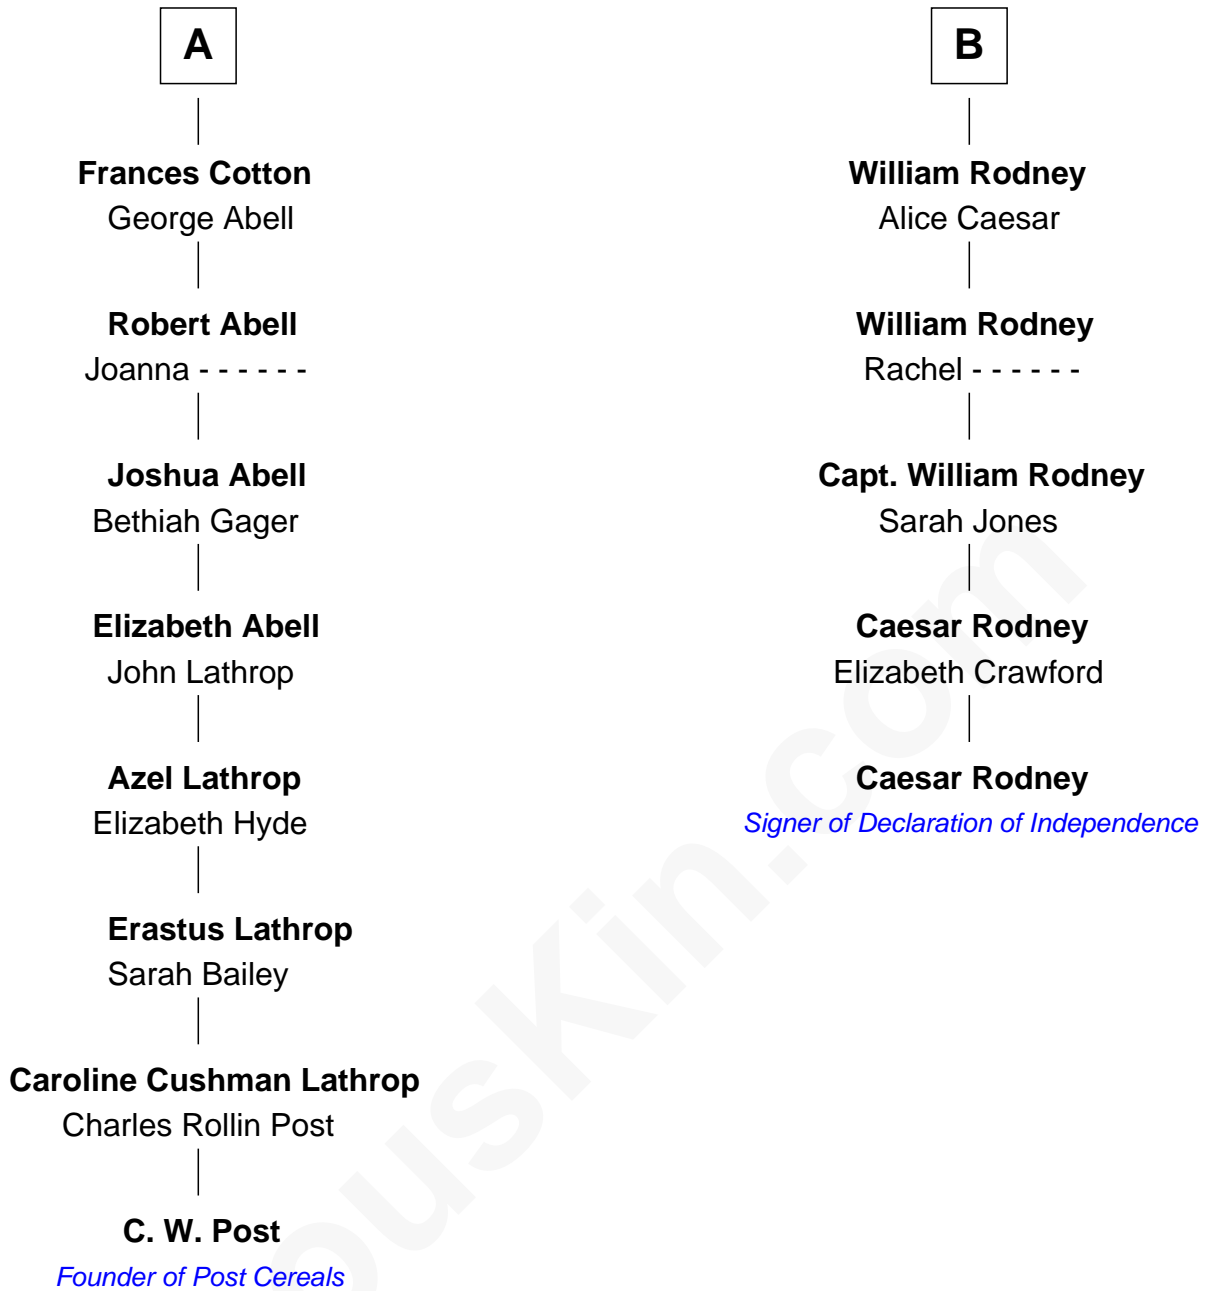 A
Frances Cotton
George Abell
Robert Abell
Joanna - - - - - -
Joshua Abell
Bethiah Gager
Elizabeth Abell
John Lathrop
Azel Lathrop
Elizabeth Hyde
Erastus Lathrop
Sarah Bailey
Caroline Cushman Lathrop
Charles Rollin Post
C. W. Post
Founder of Post Cereals
B
William Rodney
Alice Caesar
William Rodney
Rachel - - - - - -
Capt. William Rodney
Sarah Jones
Caesar Rodney
Elizabeth Crawford
Caesar Rodney
Signer of Declaration of Independence
ousKin.com